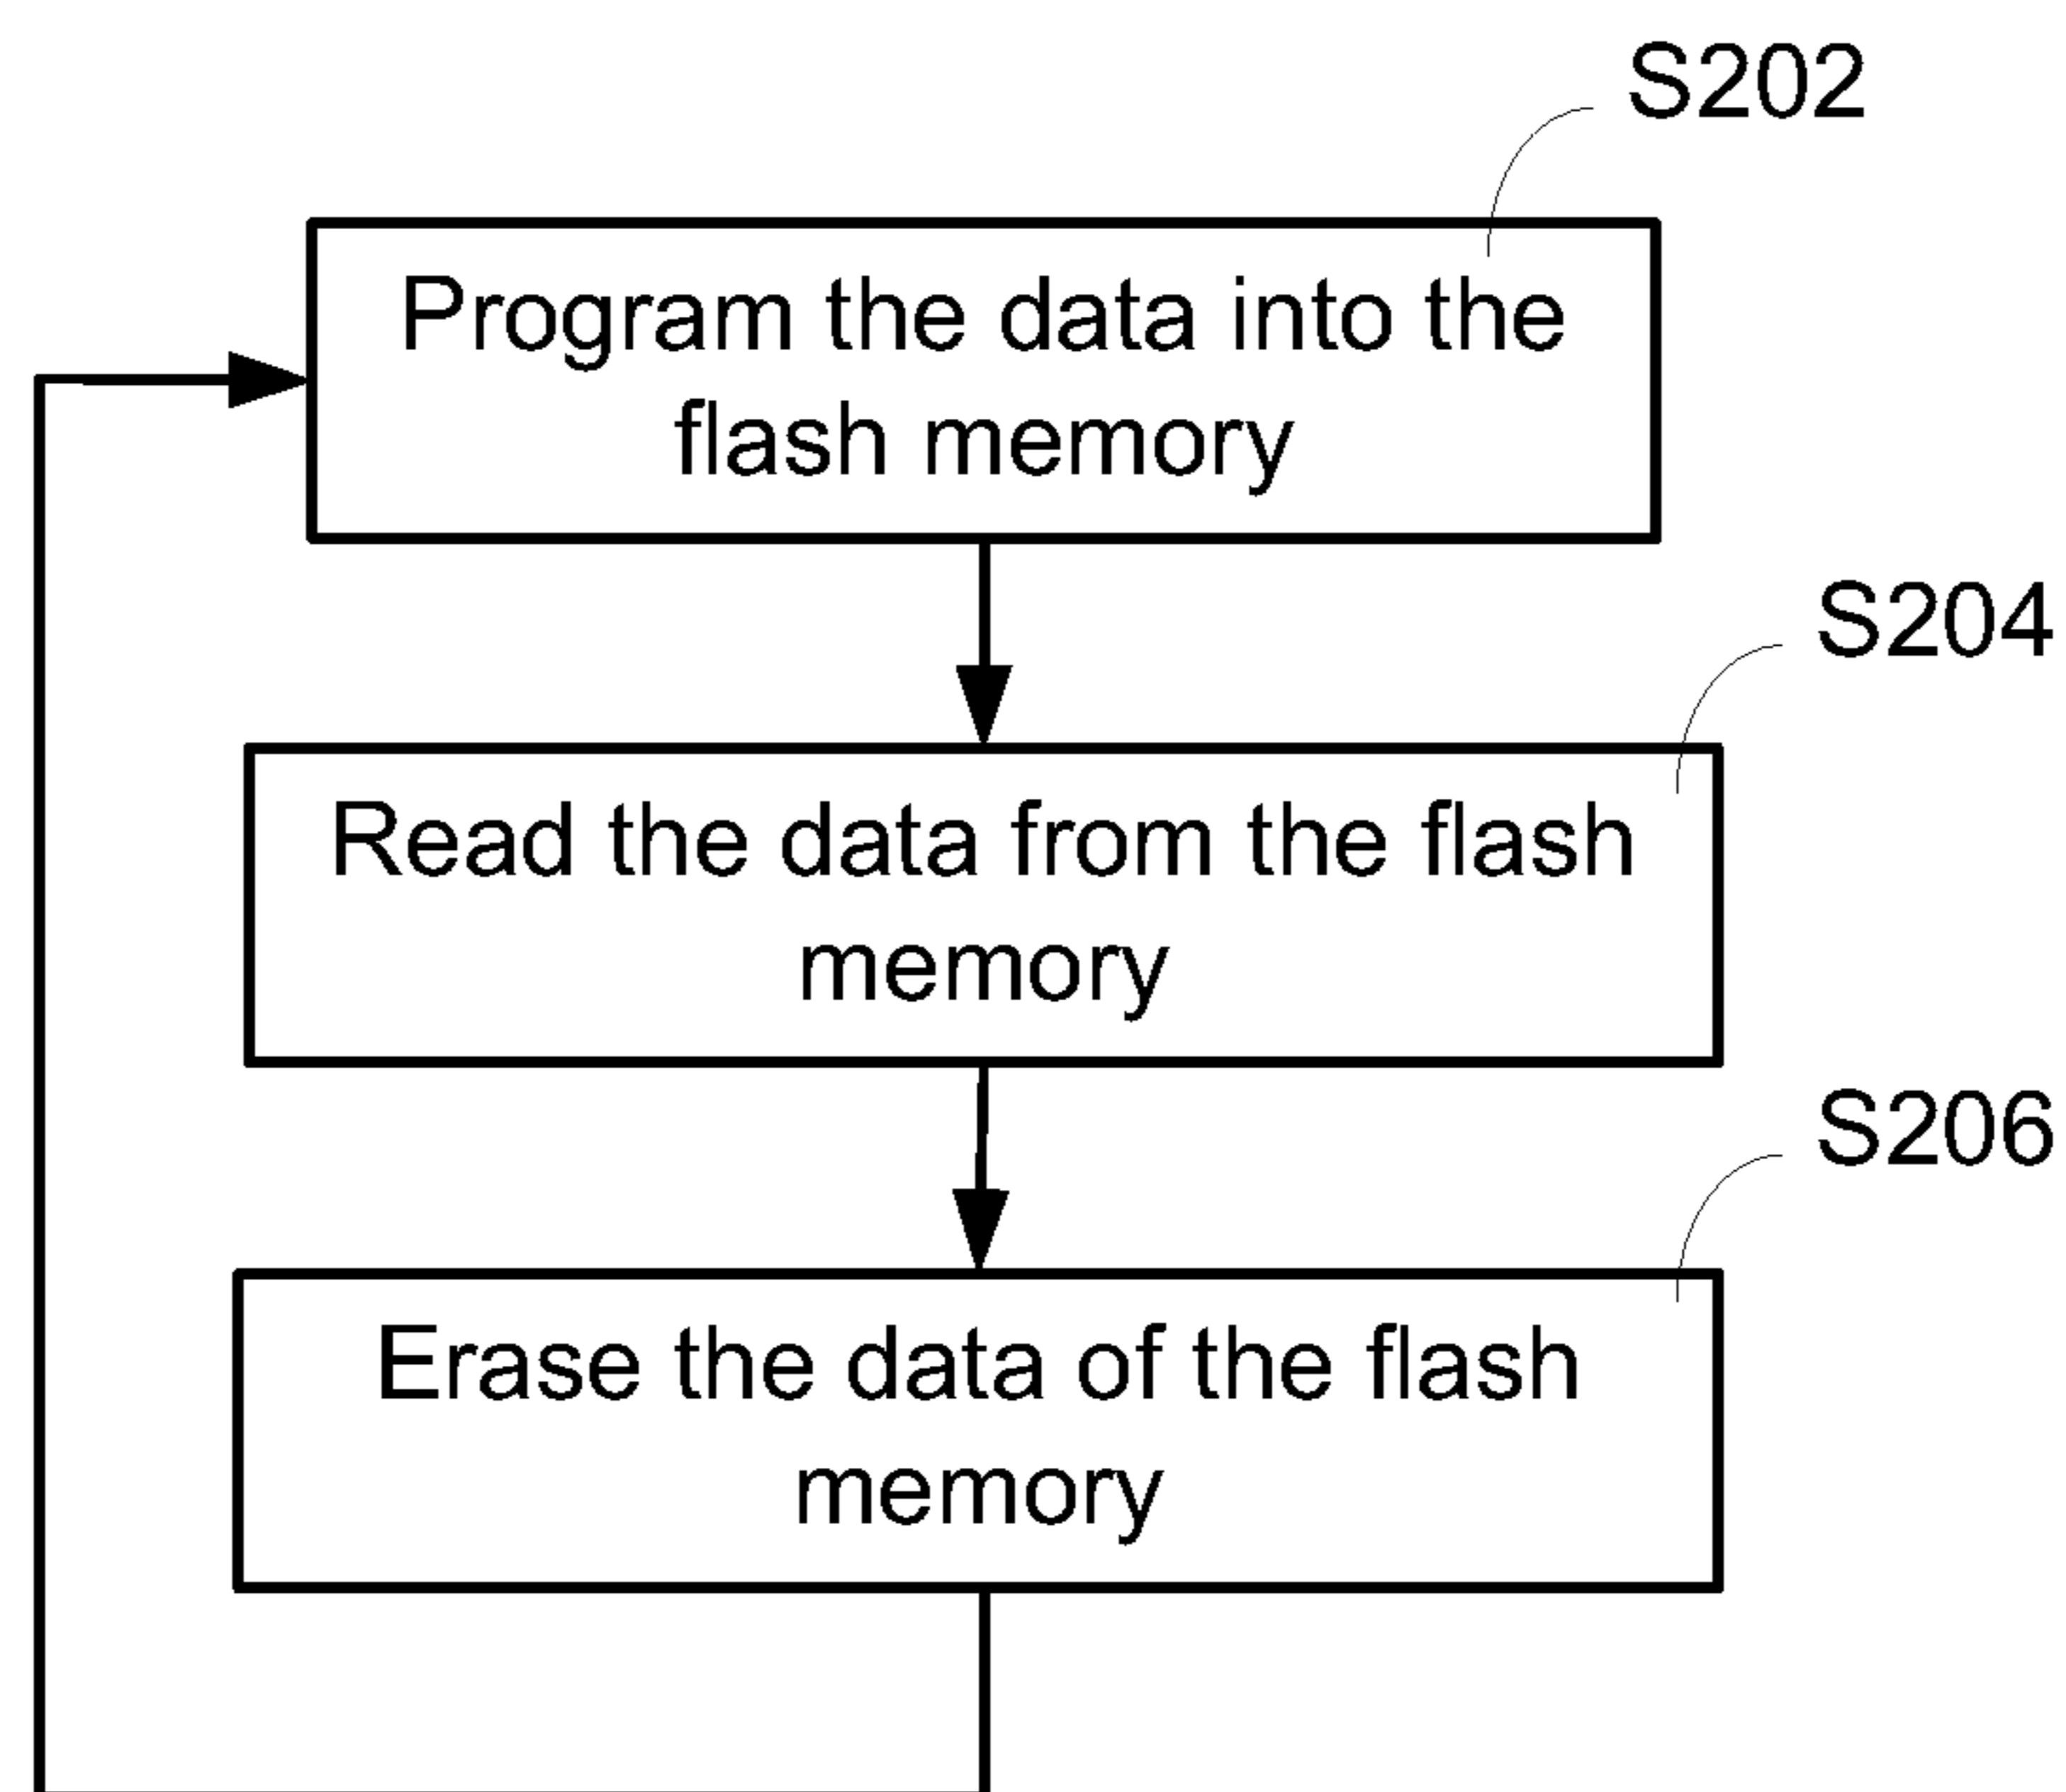 S202
Program the data into the
flash memory
S204
Read the data from the flash
memory
S206
Erase the data of the flash
memory